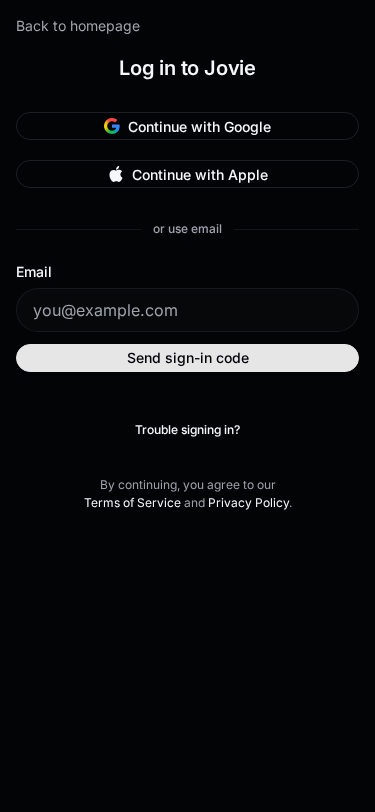 Back to homepage
Log in to Jovie
Continue with Google
Continue with Apple
or use email
Email
you@example.com
Send sign-in code
Trouble signing in?
By continuing, you agree to our
Terms of Service and Privacy Policy.